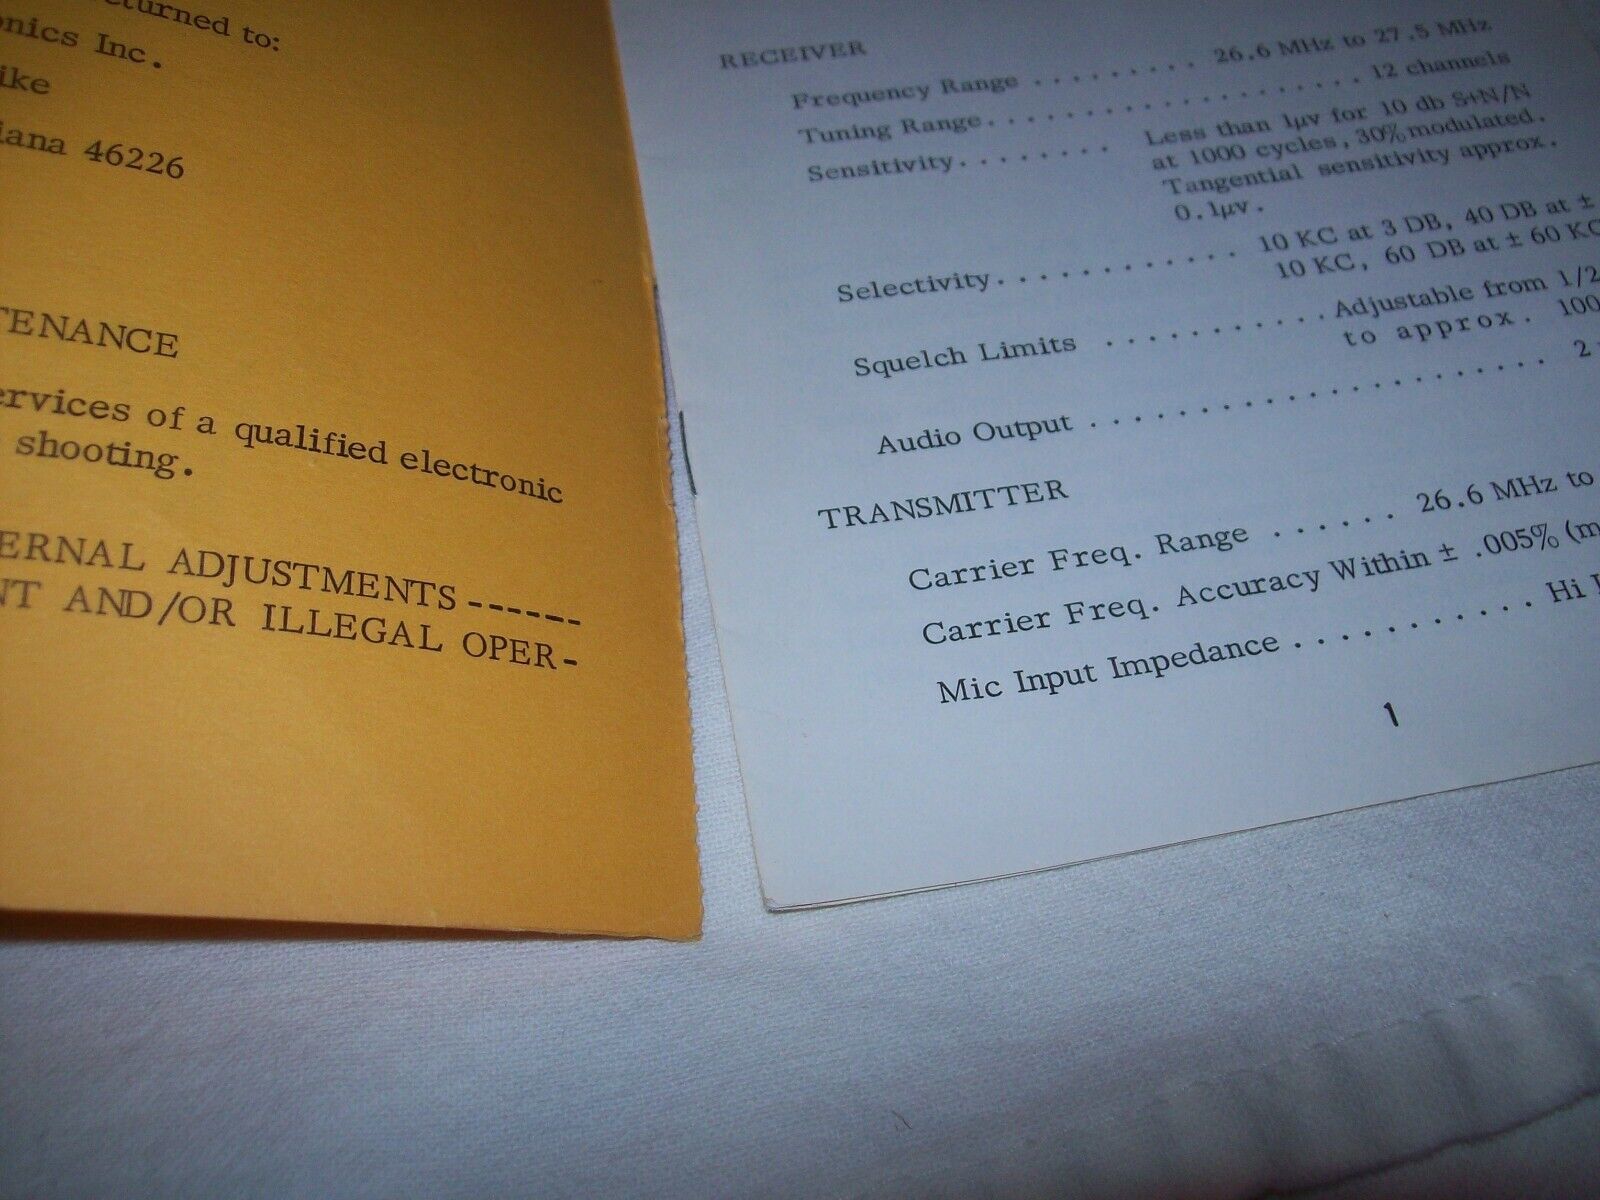 returned to:
onics Inc.
ike
iana 46226
TENANCE
ervices of a qualified electronic
shooting.
ERNAL ADJUSTMENTS ------
NT AND/OR ILLEGAL OPER-
RECEIVER
Frequency Range ......... 26.6 MHz to 27.5 MHz
Tuning Range..................... 12 channels
Sensitivity........ Less than 1µv for 10 db S+N/N
at 1000 cycles, 30% modulated.
Tangential sensitivity approx.
0.1µv.
Selectivity............ 10 KC at 3 DB, 40 DB at ±
10 KC, 60 DB at ± 60 KC
Squelch Limits ........... Adjustable from 1/2
to approx. 100
Audio Output ....................... 2
TRANSMITTER
Carrier Freq. Range ...... 26.6 MHz to
Carrier Freq. Accuracy Within ± .005% (m
Mic Input Impedance ........... Hi
1